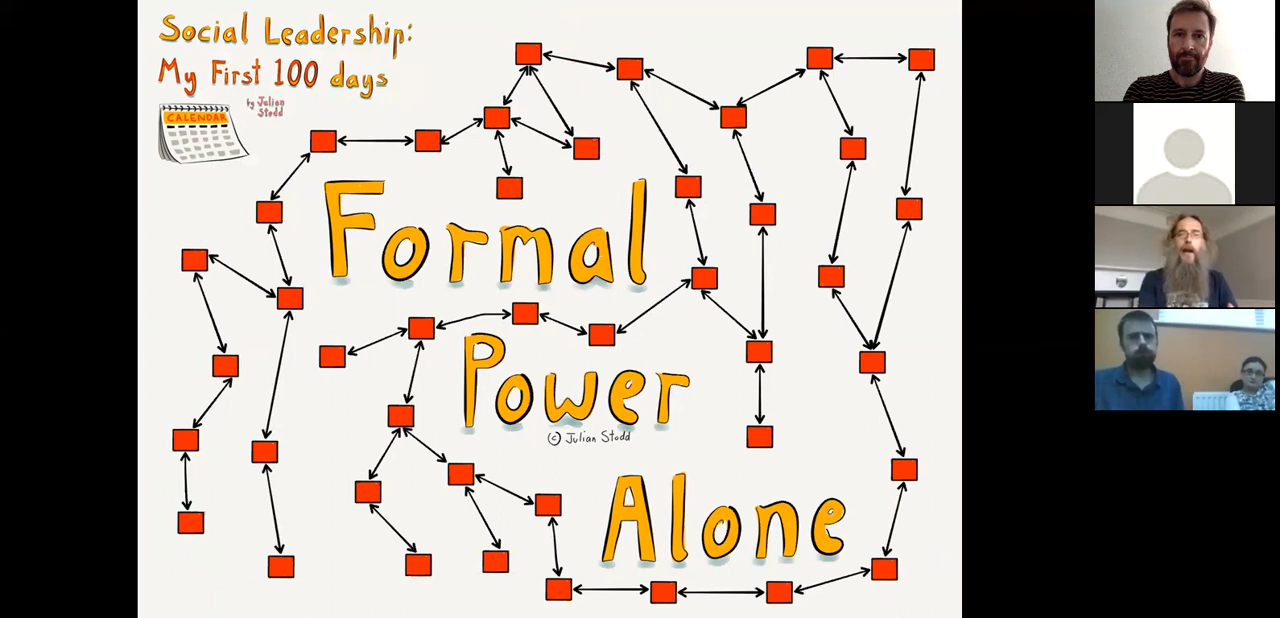 Social Leadership:
My First 100 days
by Julian
Stodd
CALENDAR
Formal
Power
(c) Julian Stodd
Alone